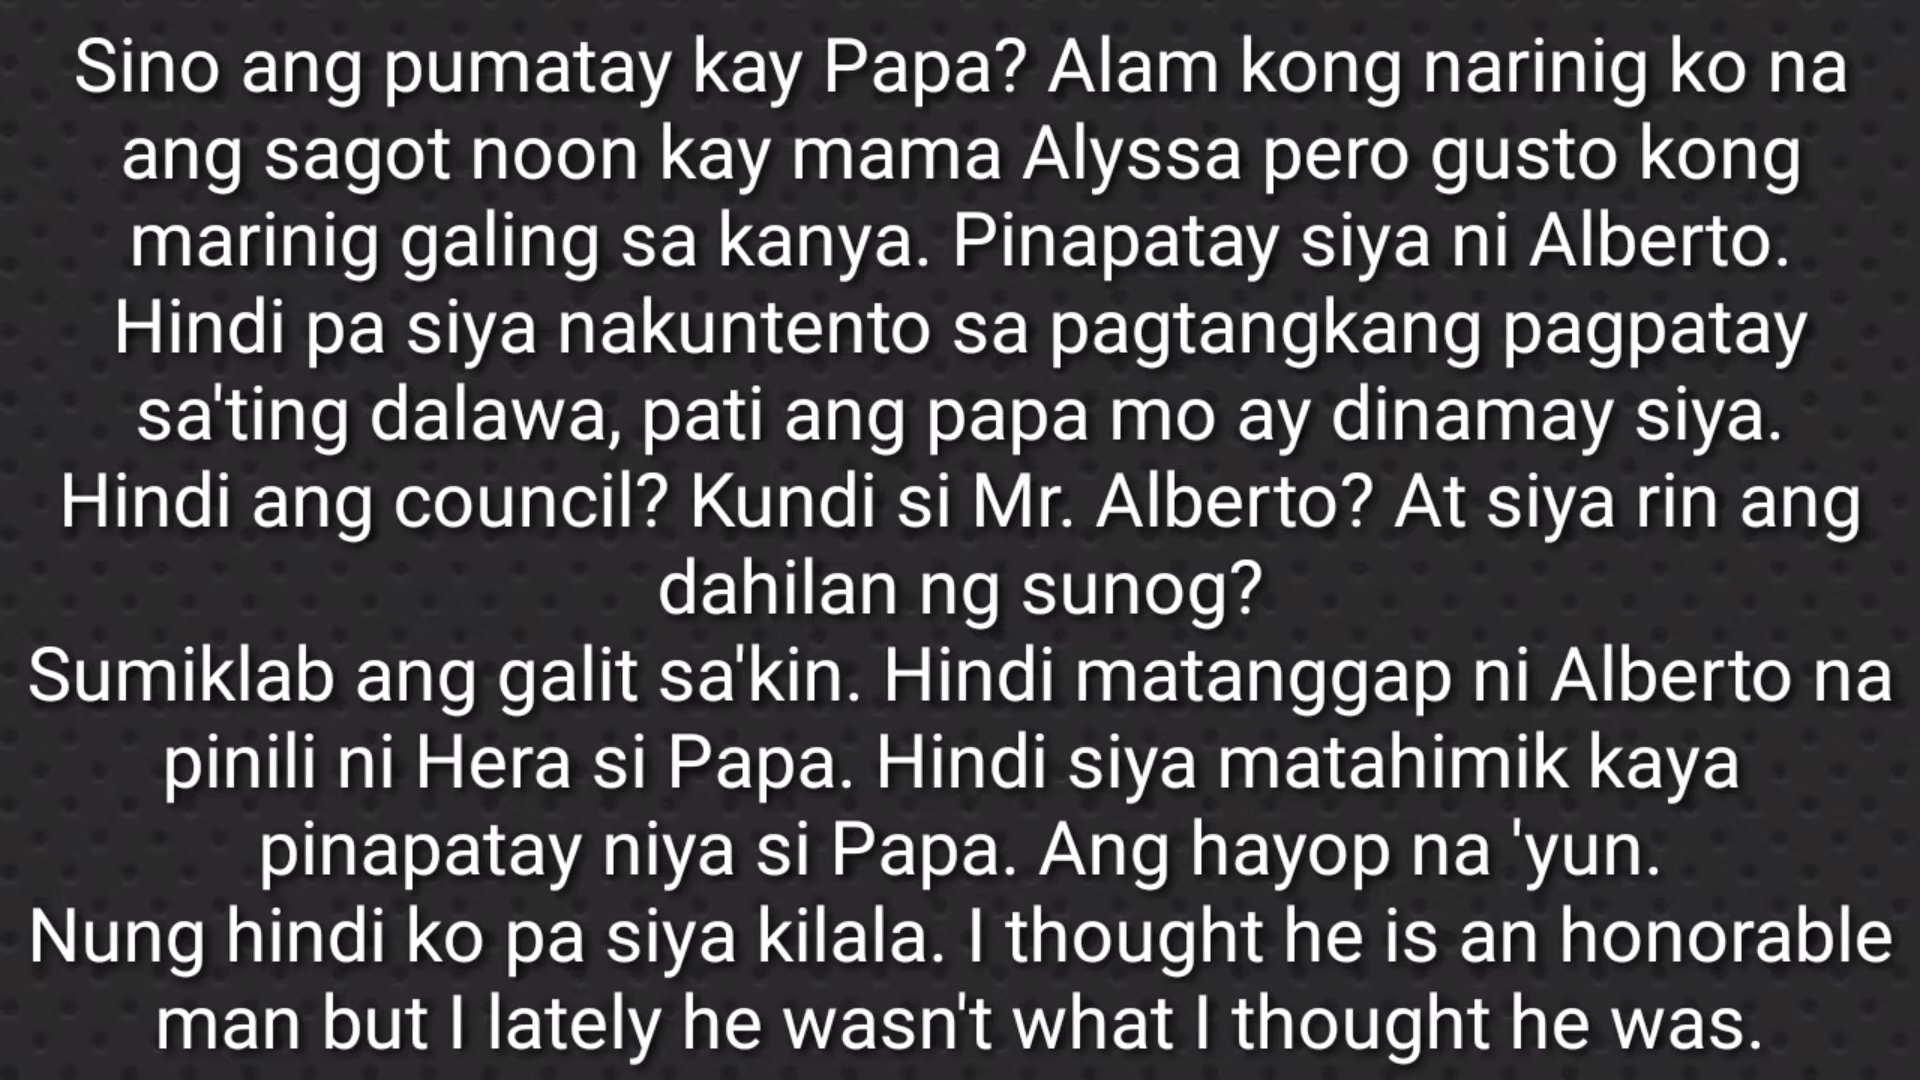 Sino ang pumatay kay Papa? Alam kong narinig ko na
ang sagot noon kay mama Alyssa pero gusto kong
marinig galing sa kanya. Pinapatay siya ni Alberto.
Hindi pa siya nakuntento sa pagtangkang pagpatay
sa'ting dalawa, pati ang papa mo ay dinamay siya.
Hindi ang council? Kundi si Mr. Alberto? At siya rin ang
dahilan ng sunog?
Sumiklab ang galit sa'kin. Hindi matanggap ni Alberto na
pinili ni Hera si Papa. Hindi siya matahimik kaya
pinapatay niya si Papa. Ang hayop na 'yun.
Nung hindi ko pa siya kilala. I thought he is an honorable
man but I lately he wasn't what I thought he was.